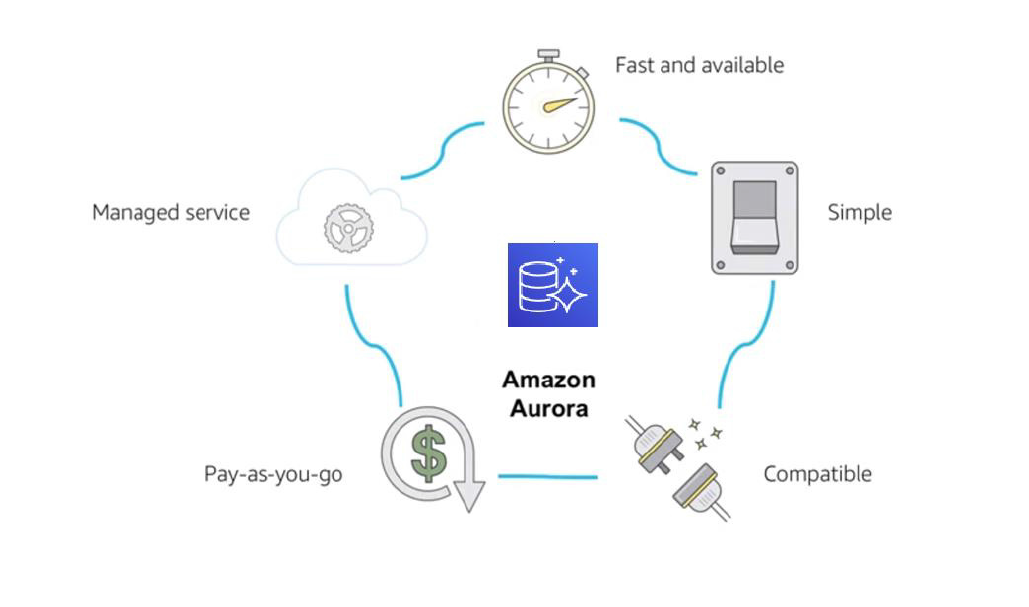 Fast and available
Managed service
Simple
Amazon
Aurora
Pay-as-you-go
Compatible